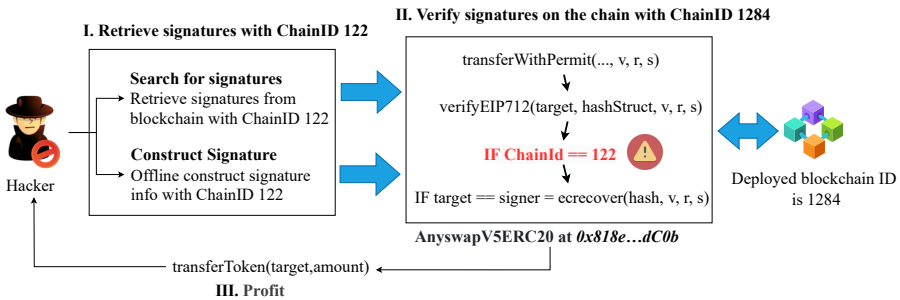 I. Retrieve signatures with ChainID 122
II. Verify signatures on the chain with ChainID 1284
Search for signatures
Retrieve signatures from
blockchain with ChainID 122
Construct Signature
Offline construct signature
info with ChainID 122
Hacker
transferWithPermit(..., v, r, s)
verifyEIP712(target, hashStruct, v, r, s)
IF ChainId == 122
IF target == signer = ecrecover(hash, v, r, s)
AnyswapV5ERC20 at 0x818e…dC0b
Deployed blockchain ID
is 1284
transferToken(target,amount)
III. Profit